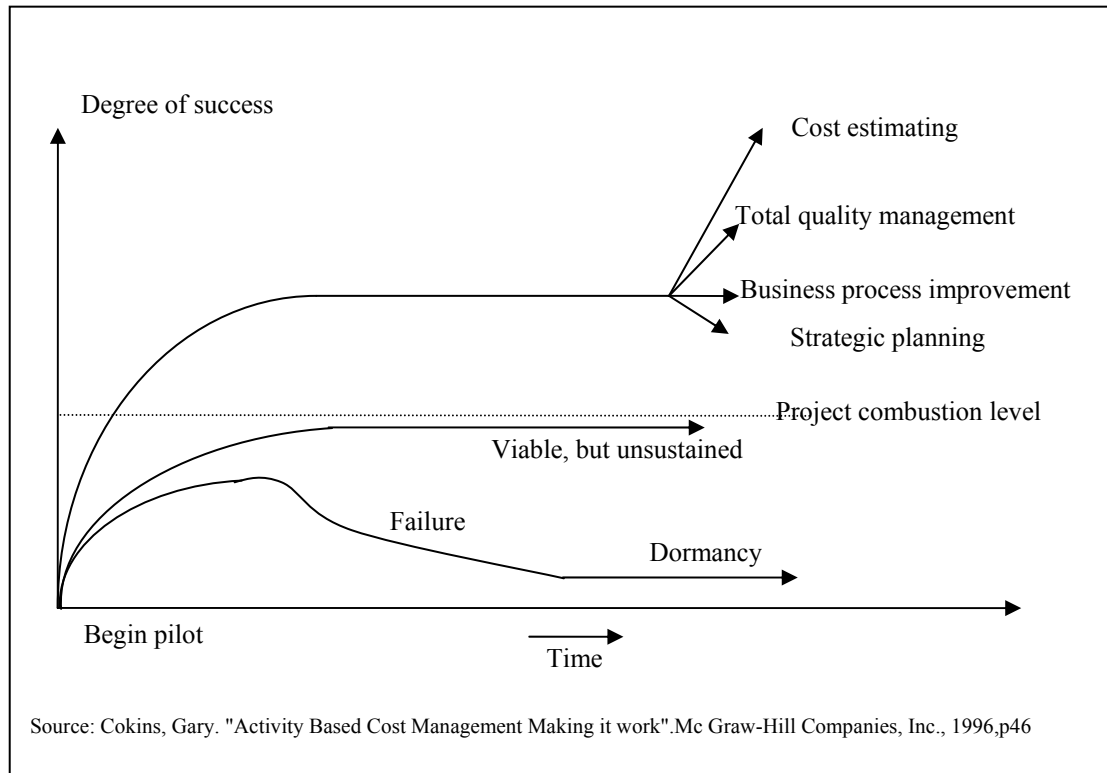 Degree of success
Cost estimating
Total quality management
Business process improvement
Strategic planning
Project combustion level
Viable, but unsustained
Failure
Dormancy
Begin pilot
Time
Source: Cokins, Gary. "Activity Based Cost Management Making it work".Mc Graw-Hill Companies, Inc., 1996,p46